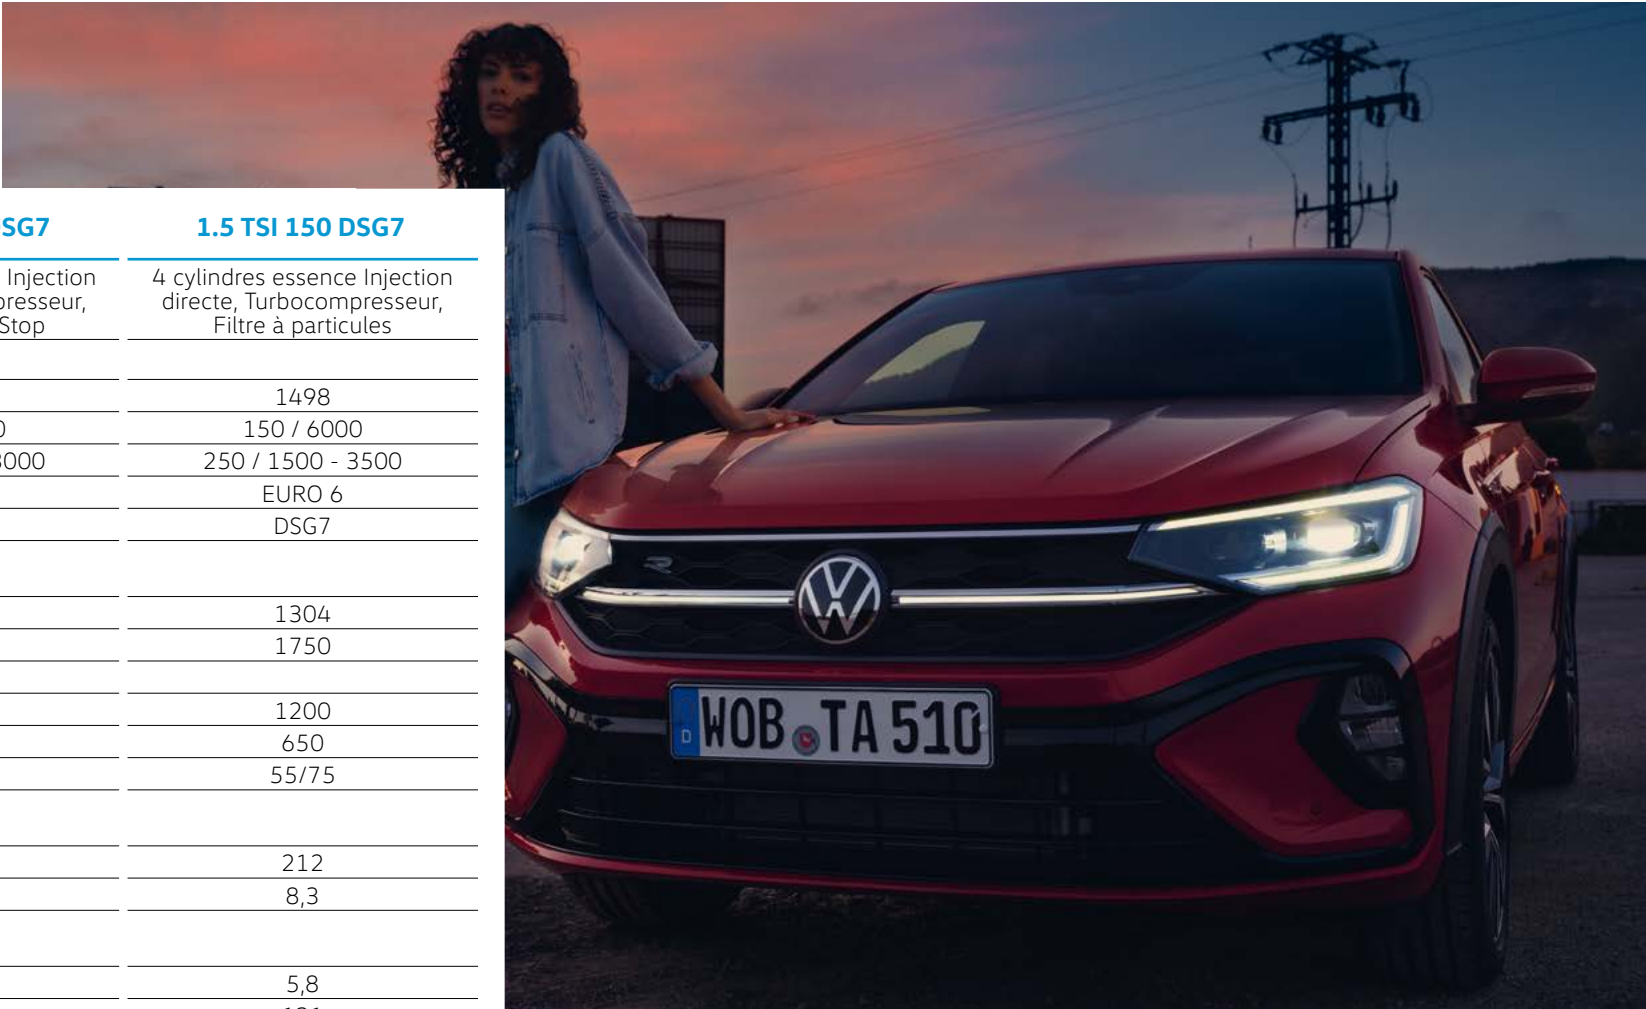 SG7
1.5 TSI 150 DSG7
Injection
4 cylindres essence Injection
directe, Turbocompresseur,
Stop
Filtre à particules
1498
150 / 6000
250 / 1500 - 3500
EURO 6
DSG7
1304
1750
1200
650
55/75
212
8,3
5,8
R
D
WOB TA 510